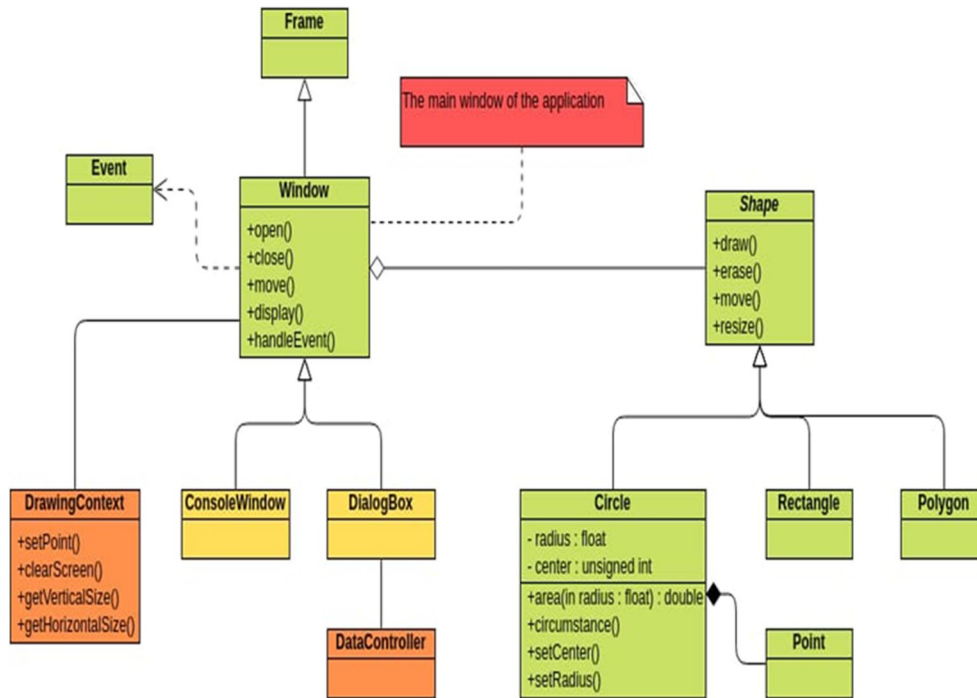 Frame
The main window of the application
Event
Window
+open()
+close()
+move()
+display()
+handleEvent()
Shape
+draw()
+erase()
+move()
+resize()
DrawingContext
+setPoint()
+clearScreen()
+getVerticalSize()
+getHorizontalSize()
ConsoleWindow
DialogBox
DataController
Circle
- radius : float
- center : unsigned int
+area(in radius : float) : double
+circumstance()
+setCenter()
+setRadius()
Rectangle
Polygon
Point